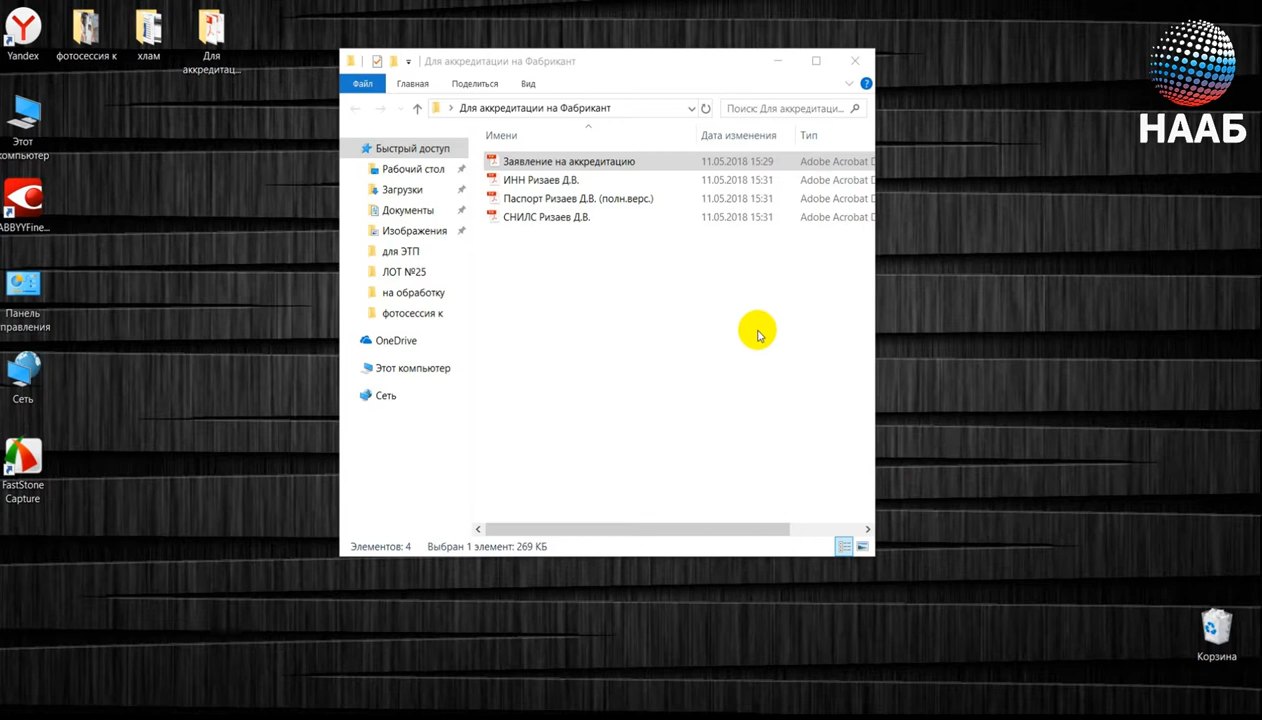 Yandex
фотосессия к
хлам
Для
аккредитац...
НААБ
Этот
компьютер
ABBYYFine...
Панель
управления
Сеть
FastStone
Capture
Для аккредитации на Фабрикант
Файл
Главная
Поделиться
Вид
Для аккредитации на Фабрикант
Поиск: Для аккредитаци...
Имени
Дата изменения
Тип
Быстрый доступ
Рабочий стол
Загрузки
Документы
Изображения
для ЭТП
ЛОТ №25
на обработку
фотосессия к
OneDrive
Этот компьютер
Сеть
Заявление на аккредитацию 11.05.2018 15:29 Adobe Acrobat D
ИНН Ризаев Д.В. 11.05.2018 15:31 Adobe Acrobat D
Паспорт Ризаев Д.В. (полн.верс.) 11.05.2018 15:31 Adobe Acrobat D
СНИЛС Ризаев Д.В. 11.05.2018 15:31 Adobe Acrobat D
Элементов: 4
Выбран 1 элемент: 269 КБ
Корзина